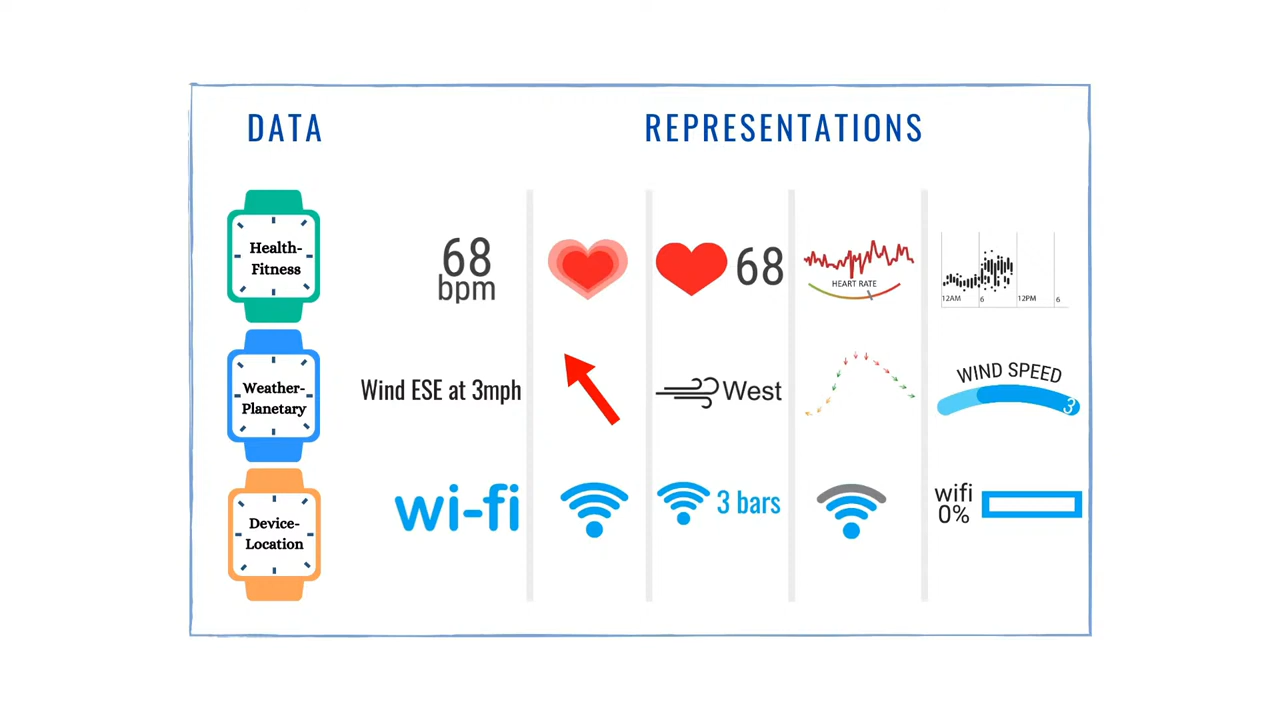 DATA
REPRESENTATIONS
Health-
Fitness
68
bpm
68
HEART RATE
12AM 6 12PM 6
Weather-
Planetary
Wind ESE at 3mph
West
WIND SPEED
3
Device-
Location
wi-fi
3 bars
wifi
0%